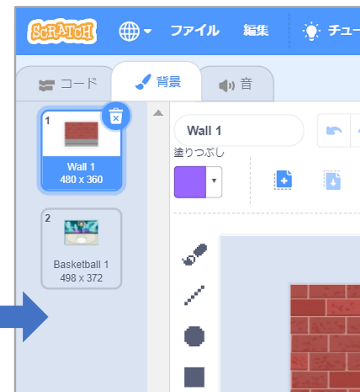 SCRATCH ファイル 編集 チュー
コード 背景 音
1
Wall 1
480 x 360
2
Basketball 1
498 x 372
Wall 1
塗りつぶし